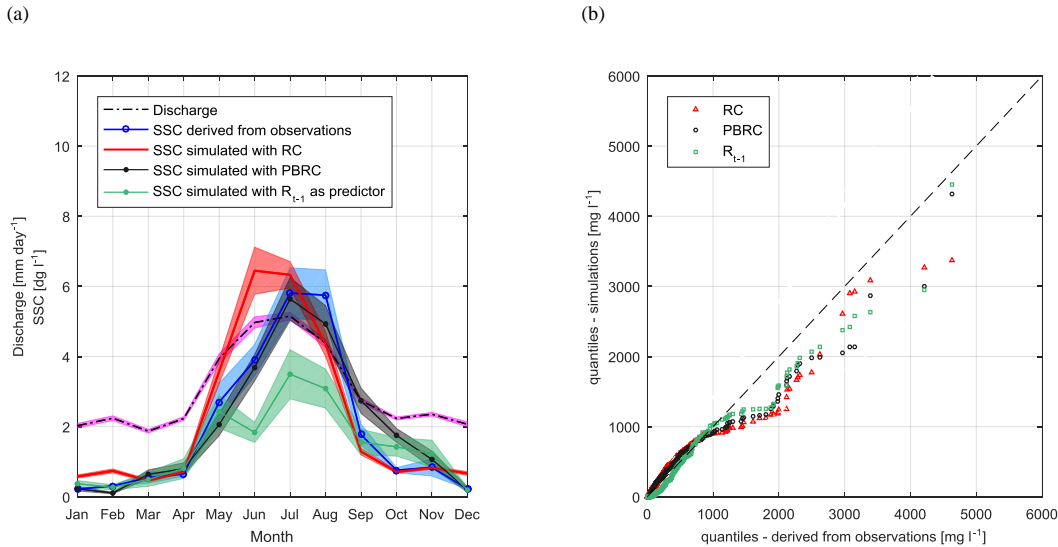 (a)
12
10
8
6
4
2
0
Discharge [mm day⁻¹]
SSC [dg l⁻¹]
Discharge
SSC derived from observations
SSC simulated with RC
SSC simulated with PBRC
SSC simulated with Rₜ₋₁ as predictor
Jan Feb Mar Apr May Jun Jul Aug Sep Oct Nov Dec
Month
(b)
6000
5000
4000
3000
2000
1000
0
quantiles - simulations [mg l⁻¹]
RC
PBRC
Rₜ₋₁
0 1000 2000 3000 4000 5000 6000
quantiles - derived from observations [mg l⁻¹]